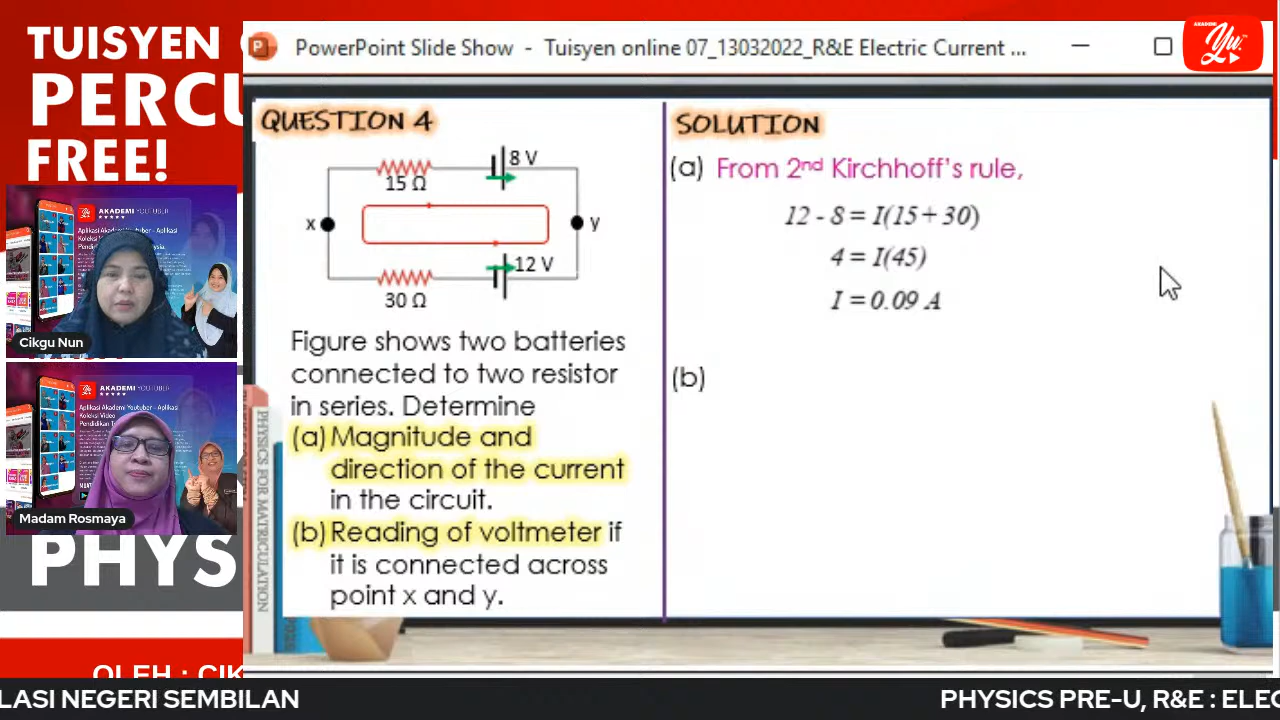 TUISYEN
PERCU
FREE!
PowerPoint Slide Show - Tuisyen online 07_13032022_R&E Electric Current ...
AKADEMI
Yu
QUESTION 4
8 V
15 Ω
x
y
12 V
30 Ω
Figure shows two batteries
connected to two resistor
in series. Determine
(a) Magnitude and
direction of the current
in the circuit.
(b) Reading of voltmeter if
it is connected across
point x and y.
SOLUTION
(a) From 2nd Kirchhoff's rule,
12 - 8 = I(15 + 30)
4 = I(45)
I = 0.09 A
(b)
AKADEMI YOUTUBER
Cikgu Nun
AKADEMI YOUTUBER
Madam Rosmaya
PHYSICS FOR MATRICULATION
PHYS
OLEH : CIK
LASI NEGERI SEMBILAN
PHYSICS PRE-U, R&E : ELEC